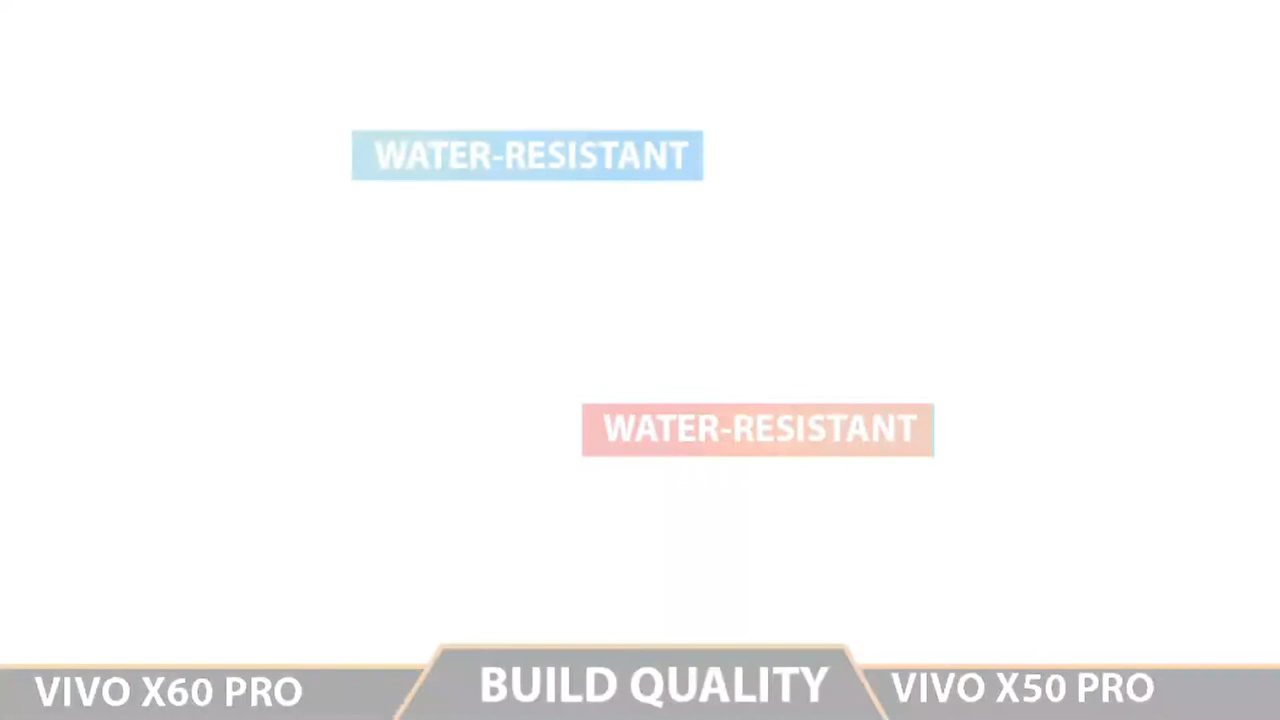 WATER-RESISTANT
WATER-RESISTANT
VIVO X60 PRO
BUILD QUALITY
VIVO X50 PRO